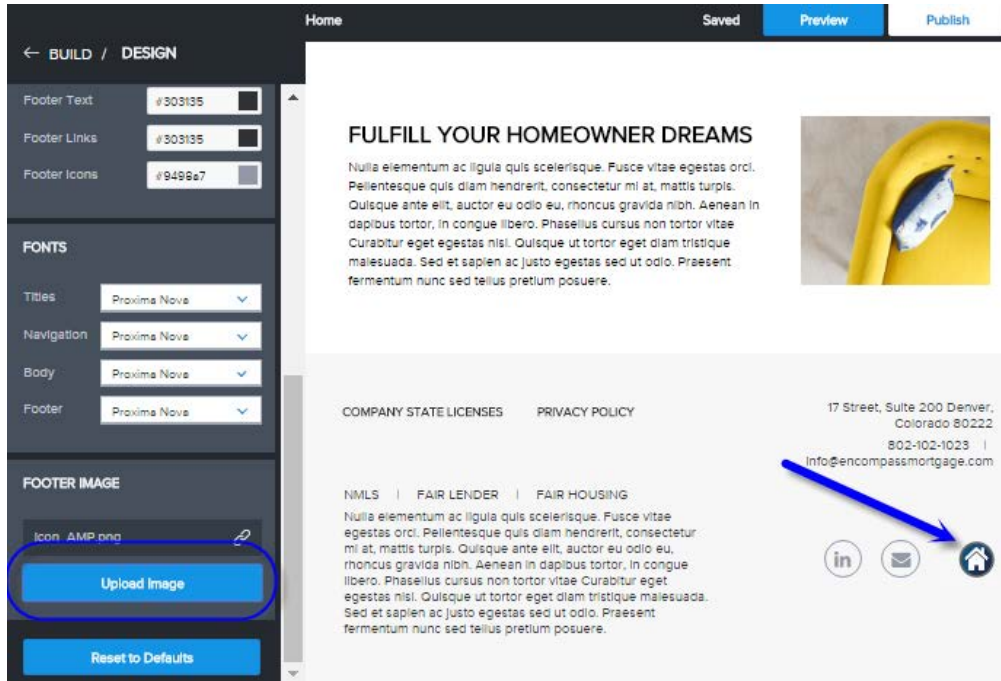 Home Saved Preview Publish
← BUILD / DESIGN
Footer Text #303135
Footer Links #303135
Footer Icons #9498a7
FONTS
Titles Proxima Nova
Navigation Proxima Nova
Body Proxima Nova
Footer Proxima Nova
FOOTER IMAGE
Icon_AMP.png
Upload Image
Reset to Defaults
FULFILL YOUR HOMEOWNER DREAMS
Nulla elementum ac ligula quis scelerisque. Fusce vitae egestas orci.
Pellentesque quis diam hendrerit, consectetur mi at, mattis turpis.
Quisque ante elit, auctor eu odio eu, rhoncus gravida nibh. Aenean in
dapibus tortor, in congue libero. Phasellus cursus non tortor vitae
Curabitur eget egestas nisl. Quisque ut tortor eget diam tristique
malesuada. Sed et sapien ac justo egestas sed ut odio. Praesent
fermentum nunc sed tellus pretium posuere.
COMPANY STATE LICENSES PRIVACY POLICY
17 Street, Suite 200 Denver,
Colorado 80222
802-102-1023 |
info@encompassmortgage.com
NMLS | FAIR LENDER | FAIR HOUSING
Nulla elementum ac ligula quis scelerisque. Fusce vitae
egestas orci. Pellentesque quis diam hendrerit, consectetur
mi at, mattis turpis. Quisque ante elit, auctor eu odio eu,
rhoncus gravida nibh. Aenean in dapibus tortor, in congue
libero. Phasellus cursus non tortor vitae Curabitur eget
egestas nisl. Quisque ut tortor eget diam tristique malesuada.
Sed et sapien ac justo egestas sed ut odio. Praesent
fermentum nunc sed tellus pretium posuere.
in